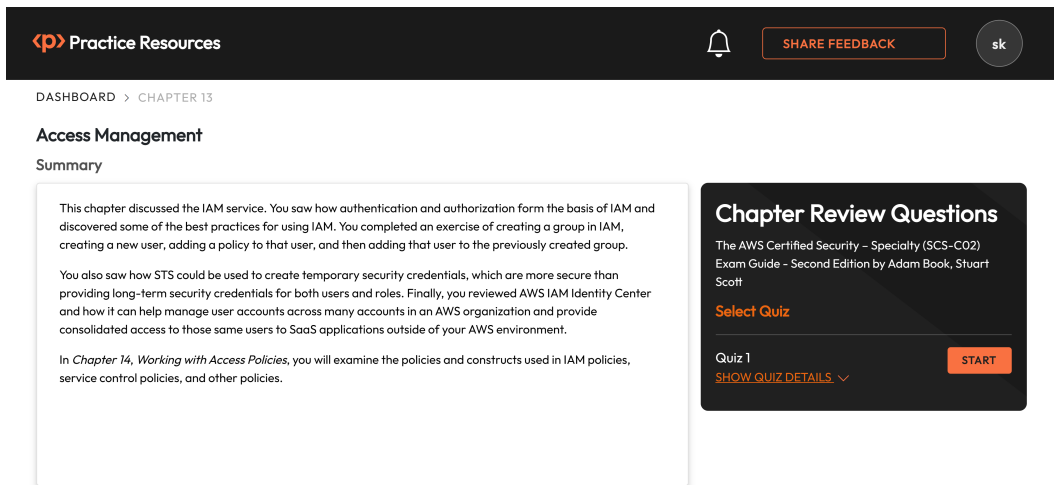 <p> Practice Resources
SHARE FEEDBACK
sk
DASHBOARD > CHAPTER 13
Access Management
Summary
This chapter discussed the IAM service. You saw how authentication and authorization form the basis of IAM and
discovered some of the best practices for using IAM. You completed an exercise of creating a group in IAM,
creating a new user, adding a policy to that user, and then adding that user to the previously created group.
You also saw how STS could be used to create temporary security credentials, which are more secure than
providing long-term security credentials for both users and roles. Finally, you reviewed AWS IAM Identity Center
and how it can help manage user accounts across many accounts in an AWS organization and provide
consolidated access to those same users to SaaS applications outside of your AWS environment.
In Chapter 14, Working with Access Policies, you will examine the policies and constructs used in IAM policies,
service control policies, and other policies.
Chapter Review Questions
The AWS Certified Security – Specialty (SCS-C02)
Exam Guide - Second Edition by Adam Book, Stuart
Scott
Select Quiz
Quiz 1
START
SHOW QUIZ DETAILS